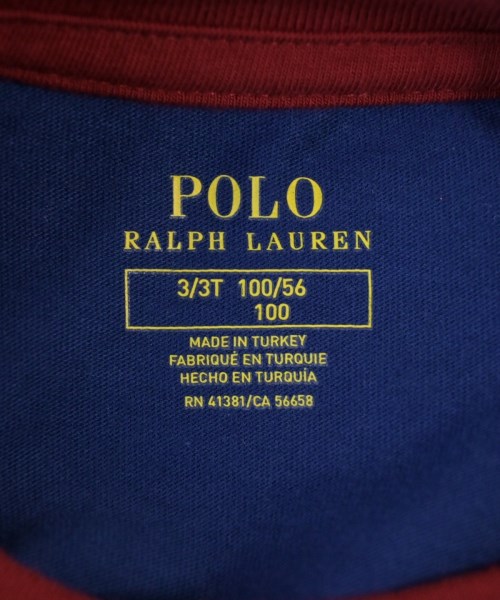 POLO
RALPH LAUREN
3/3T 100/56
100
MADE IN TURKEY
FABRIQUÉ EN TURQUIE
HECHO EN TURQUÍA
RN 41381/CA 56658